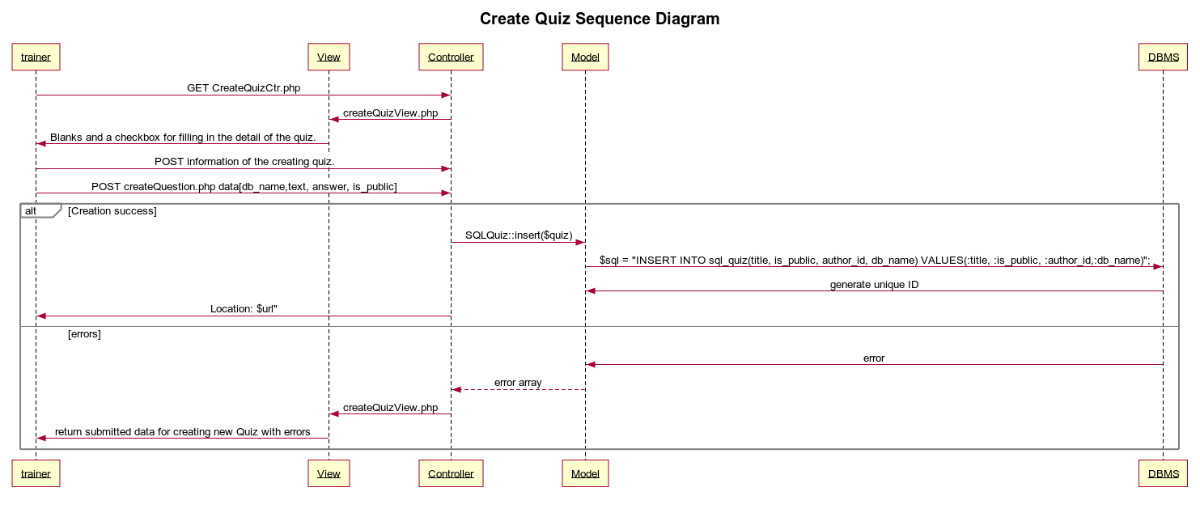 Create Quiz Sequence Diagram
trainer View Controller Model DBMS
GET CreateQuizCtr.php
createQuizView.php
Blanks and a checkbox for filling in the detail of the quiz.
POST information of the creating quiz.
POST createQuestion.php data[db_name,text, answer, is_public]
alt [Creation success]
SQLQuiz::insert($quiz)
$sql = "INSERT INTO sql_quiz(title, is_public, author_id, db_name) VALUES(:title, :is_public, :author_id,:db_name)";
generate unique ID
Location: $url"
[errors]
error
error array
createQuizView.php
return submitted data for creating new Quiz with errors
trainer View Controller Model DBMS